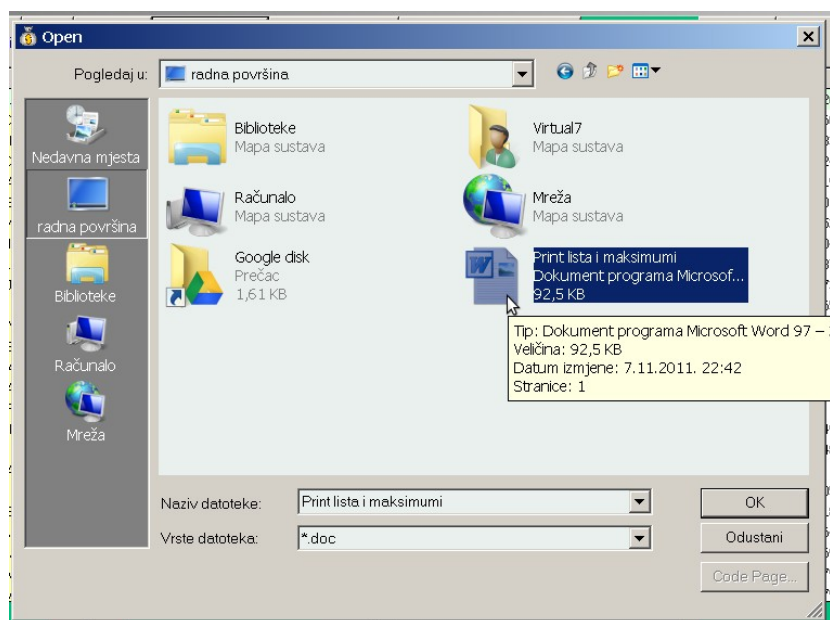 Open
Pogledaj u:
radna površina
Nedavna mjesta
radna površina
Biblioteke
Računalo
Mreža
Biblioteke
Mapa sustava
Virtual7
Mapa sustava
Računalo
Mapa sustava
Mreža
Mapa sustava
Google disk
Prečac
1,61 KB
Print lista i maksimumi
Dokument programa Microsof...
92,5 KB
Tip: Dokument programa Microsoft Word 97 –
Veličina: 92,5 KB
Datum izmjene: 7.11.2011. 22:42
Stranice: 1
Naziv datoteke:
Print lista i maksimumi
OK
Vrste datoteka:
*.doc
Odustani
Code Page...